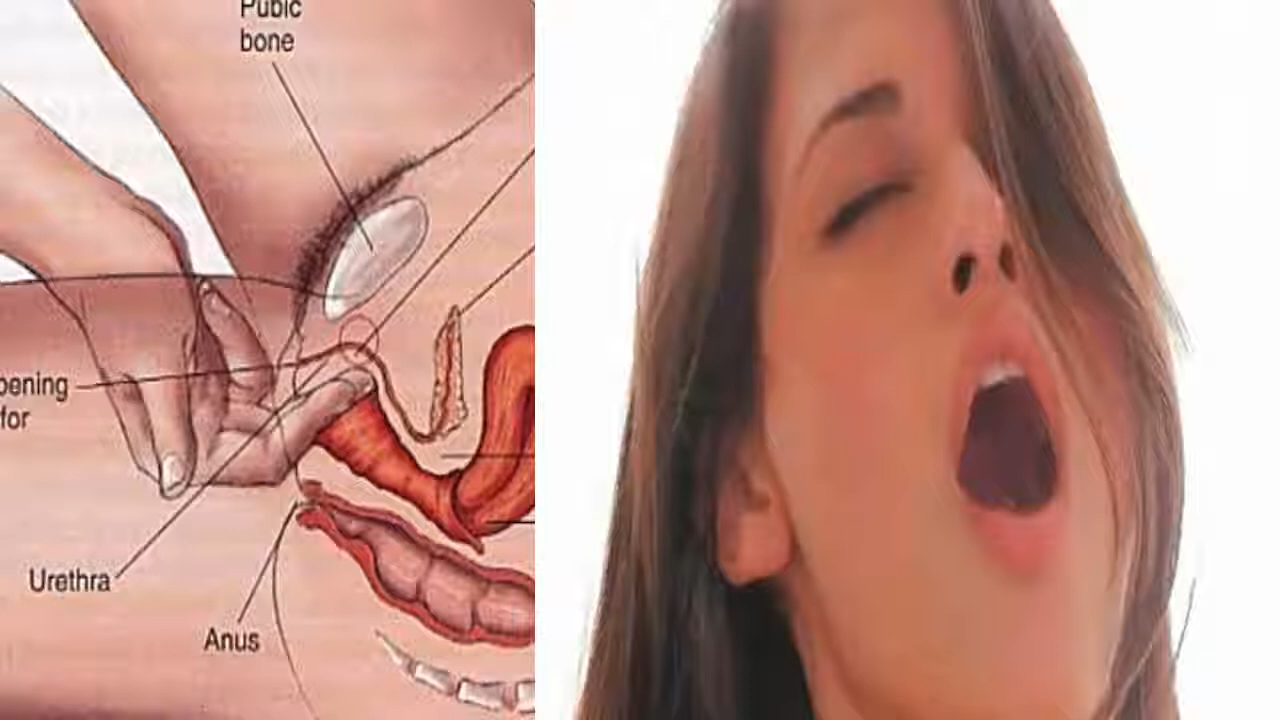 Pubic
bone
pening
for
Urethra
Anus